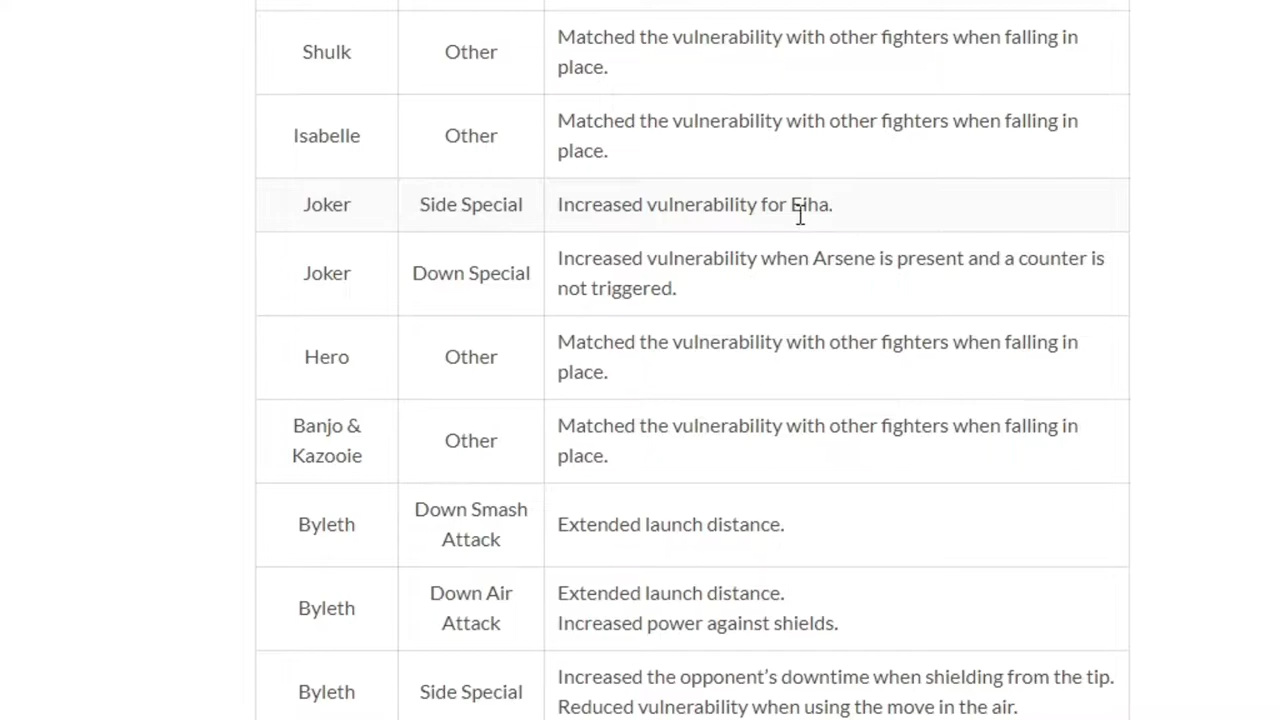 Shulk
Other
Matched the vulnerability with other fighters when falling in
place.
Isabelle
Other
Matched the vulnerability with other fighters when falling in
place.
Joker
Side Special
Increased vulnerability for Eiha.
Joker
Down Special
Increased vulnerability when Arsene is present and a counter is
not triggered.
Hero
Other
Matched the vulnerability with other fighters when falling in
place.
Banjo &
Kazooie
Other
Matched the vulnerability with other fighters when falling in
place.
Byleth
Down Smash
Attack
Extended launch distance.
Byleth
Down Air
Attack
Extended launch distance.
Increased power against shields.
Byleth
Side Special
Increased the opponent’s downtime when shielding from the tip.
Reduced vulnerability when using the move in the air.